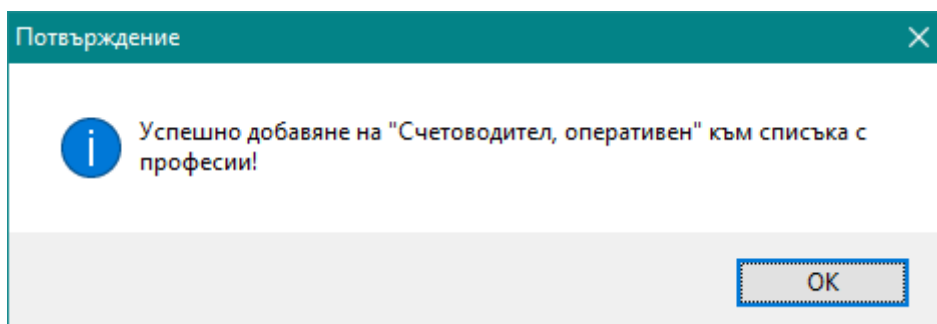 Потвърждение
Успешно добавяне на "Счетоводител, оперативен" към списъка с
професии!
OK